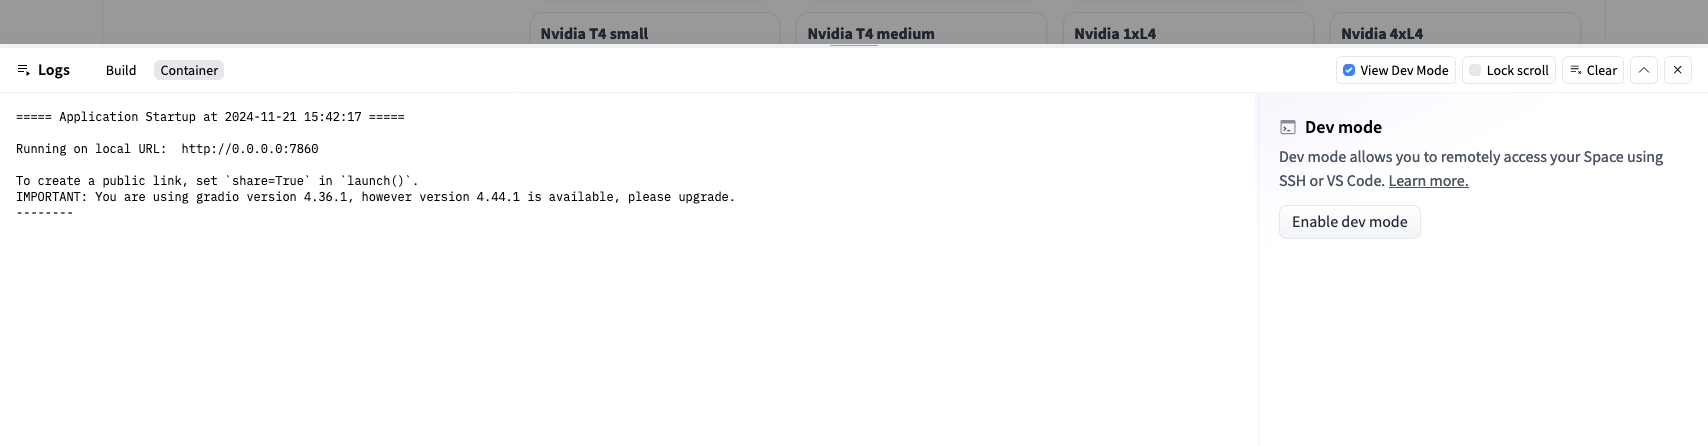 Nvidia T4 small Nvidia T4 medium Nvidia 1xL4 Nvidia 4xL4
Logs Build Container View Dev Mode Lock scroll Clear
===== Application Startup at 2024-11-21 15:42:17 =====
Running on local URL:  http://0.0.0.0:7860
To create a public link, set `share=True` in `launch()`.
IMPORTANT: You are using gradio version 4.36.1, however version 4.44.1 is available, please upgrade.
--------
Dev mode
Dev mode allows you to remotely access your Space using
SSH or VS Code. Learn more.
Enable dev mode